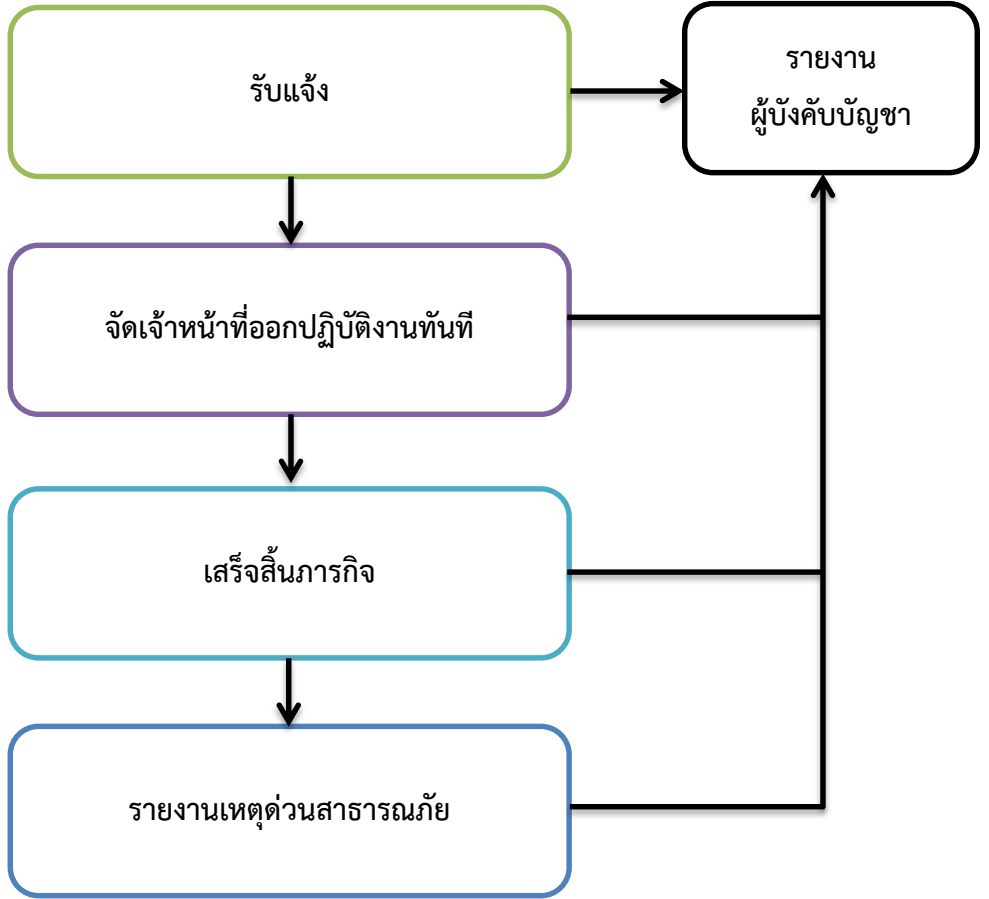 รับแจ้ง
รายงาน
ผู้บังคับบัญชา
จัดเจ้าหน้าที่ออกปฏิบัติงานทันที
เสร็จสิ้นภารกิจ
รายงานเหตุด่วนสาธารณภัย